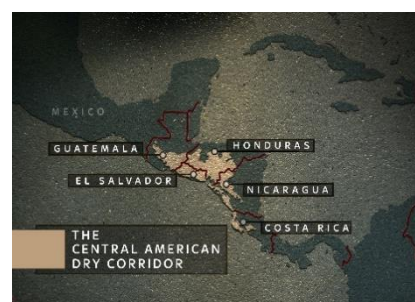 MEXICO
GUATEMALA
HONDURAS
EL SALVADOR
NICARAGUA
COSTA RICA
THE
CENTRAL AMERICAN
DRY CORRIDOR